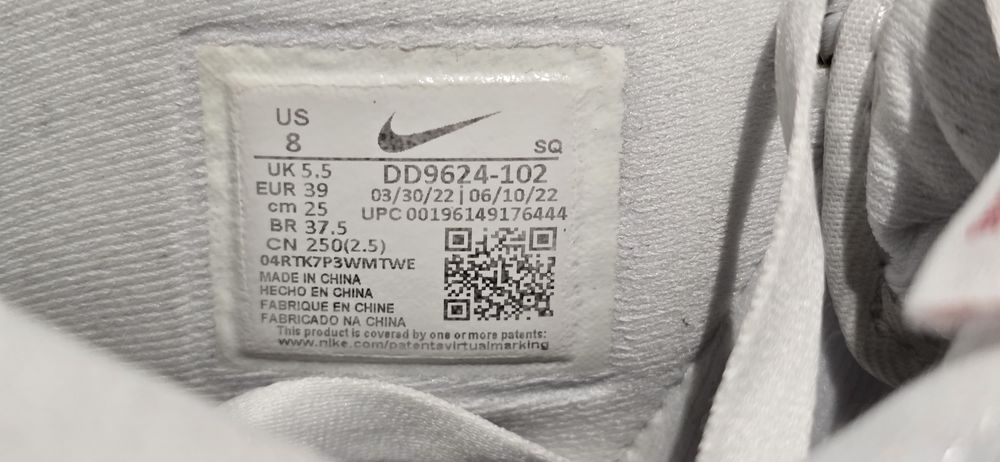 US
8
SQ
UK 5.5
EUR 39
cm 25
BR 37.5
CN 250(2.5)
04RTK7P3WMTWE
DD9624-102
03/30/22 | 06/10/22
UPC 00196149176444
MADE IN CHINA
HECHO EN CHINA
FABRIQUE EN CHINE
FABRICADO NA CHINA
This product is covered by one or more patents:
www.nike.com/patentsvirtualmarking